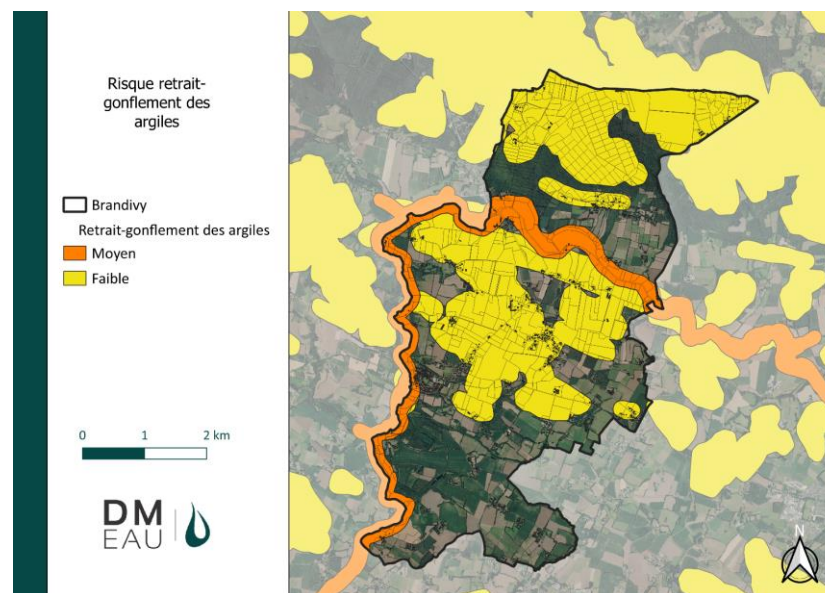 Risque retrait-
gonflement des
argiles
Brandivy
Retrait-gonflement des argiles
Moyen
Faible
0 1 2 km
DM
EAU
N